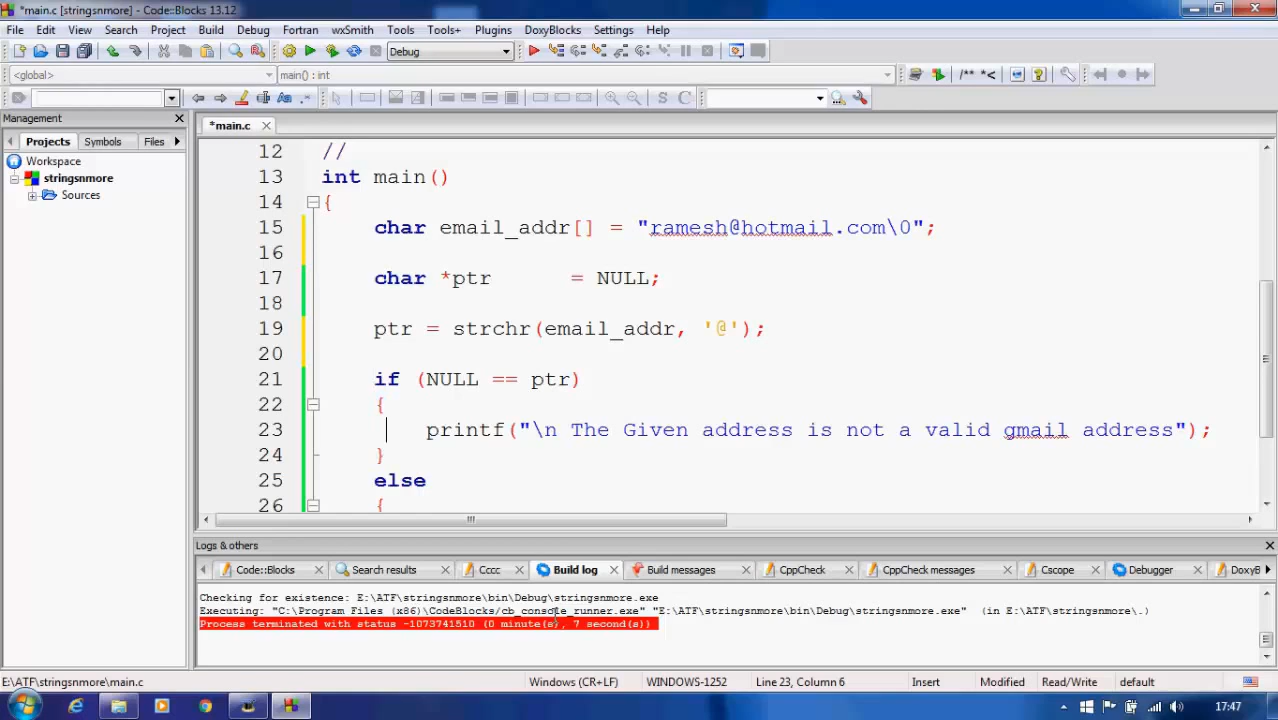 *main.c [stringsnmore] - Code::Blocks 13.12
File Edit View Search Project Build Debug Fortran wxSmith Tools Tools+ Plugins DoxyBlocks Settings Help
Debug
/** *<
<global> main() : int
S C
Management
*main.c
Projects Symbols Files
Workspace
stringsnmore
Sources
12 //
13 int main()
14 {
15 char email_addr[] = "ramesh@hotmail.com\0";
16
17 char *ptr = NULL;
18
19 ptr = strchr(email_addr, '@');
20
21 if (NULL == ptr)
22 {
23 printf("\n The Given address is not a valid gmail address");
24 }
25 else
26 {
Logs & others
Code::Blocks Search results Cccc Build log Build messages CppCheck CppCheck messages Cscope Debugger DoxyB
Checking for existence: E:\ATF\stringsnmore\bin\Debug\stringsnmore.exe
Executing: "C:\Program Files (x86)\CodeBlocks/cb_console_runner.exe" "E:\ATF\stringsnmore\bin\Debug\stringsnmore.exe" (in E:\ATF\stringsnmore\.)
Process terminated with status -1073741510 (0 minute(s), 7 second(s))
E:\ATF\stringsnmore\main.c Windows (CR+LF) WINDOWS-1252 Line 23, Column 6 Insert Modified Read/Write default
17:47